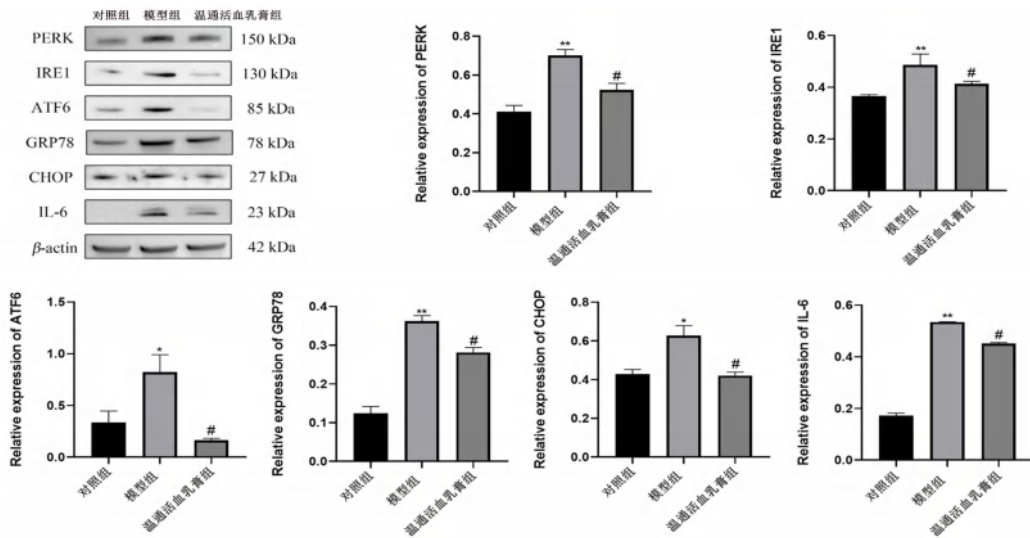 对照组 模型组 温通活血乳膏组
PERK 150 kDa
IRE1 130 kDa
ATF6 85 kDa
GRP78 78 kDa
CHOP 27 kDa
IL-6 23 kDa
β-actin 42 kDa
Relative expression of PERK
0.8
0.6
0.4
0.2
0.0
**
#
对照组
模型组
温通活血乳膏组
Relative expression of IRE1
0.6
0.4
0.2
0.0
**
#
对照组
模型组
温通活血乳膏组
Relative expression of ATF6
1.5
1.0
0.5
0.0
*
#
对照组
模型组
温通活血乳膏组
Relative expression of GRP78
0.4
0.3
0.2
0.1
0.0
**
#
对照组
模型组
温通活血乳膏组
Relative expression of CHOP
0.8
0.6
0.4
0.2
0.0
*
#
对照组
模型组
温通活血乳膏组
Relative expression of IL-6
0.6
0.4
0.2
0.0
**
#
对照组
模型组
温通活血乳膏组